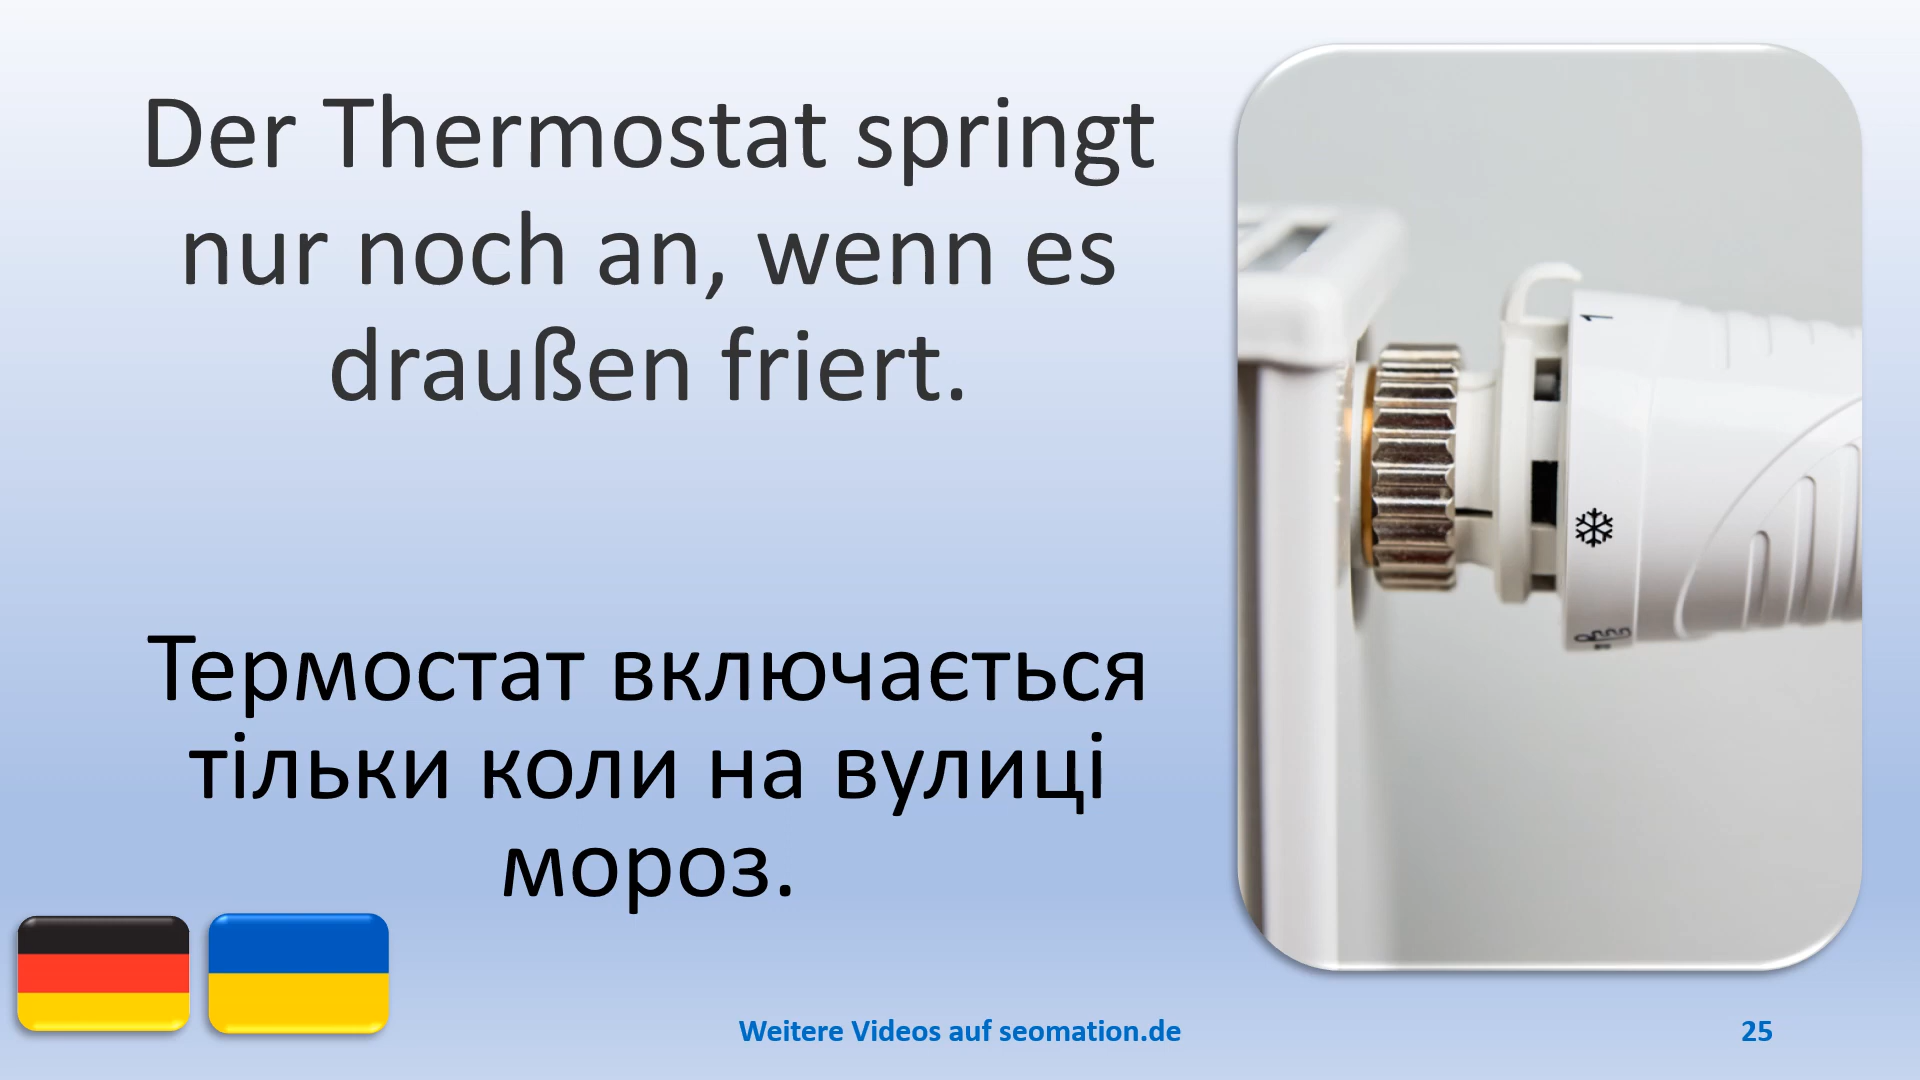 Der Thermostat springt
nur noch an, wenn es
draußen friert.
Термостат включається
тільки коли на вулиці
мороз.
1
Weitere Videos auf seomation.de
25